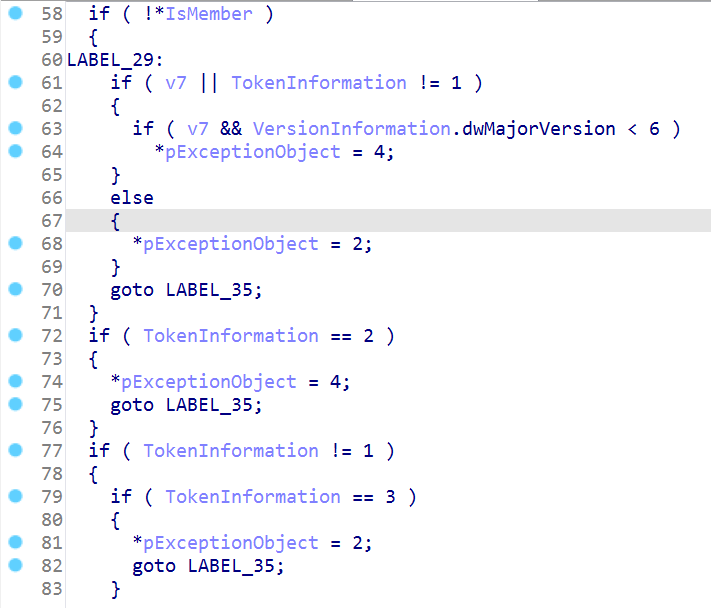 58 if ( !*IsMember )
59 {
60 LABEL_29:
61 if ( v7 || TokenInformation != 1 )
62 {
63 if ( v7 && VersionInformation.dwMajorVersion < 6 )
64 *pExceptionObject = 4;
65 }
66 else
67 {
68 *pExceptionObject = 2;
69 }
70 goto LABEL_35;
71 }
72 if ( TokenInformation == 2 )
73 {
74 *pExceptionObject = 4;
75 goto LABEL_35;
76 }
77 if ( TokenInformation != 1 )
78 {
79 if ( TokenInformation == 3 )
80 {
81 *pExceptionObject = 2;
82 goto LABEL_35;
83 }